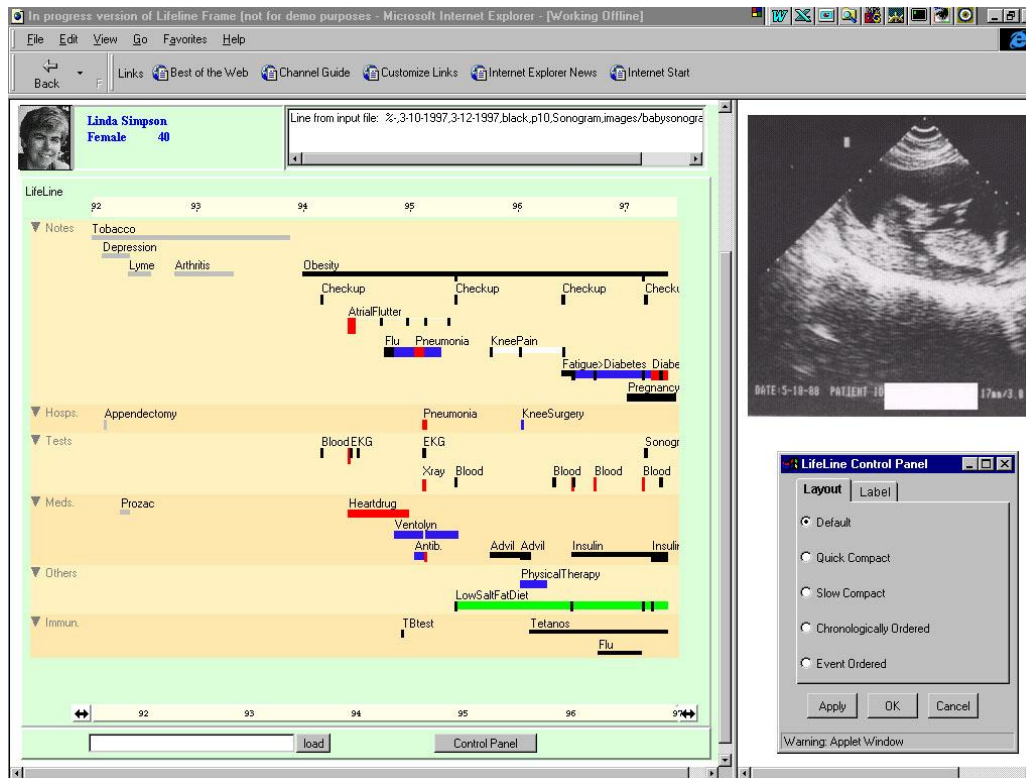 In progress version of Lifeline Frame (not for demo purposes - Microsoft Internet Explorer - [Working Offline]
File Edit View Go Favorites Help
Back Links Best of the Web Channel Guide Customize Links Internet Explorer News Internet Start
Linda Simpson
Female 40
Line from input file: %-,3-10-1997,3-12-1997,black,p10,Sonogram,images/babysonogra
LifeLine
92 93 94 95 96 97
Notes Tobacco
Depression
Lyme Arthritis Obesity
Checkup Checkup Checkup Checku
AtrialFlutter
Flu Pneumonia KneePain
Fatigue>Diabetes Diabe
Pregnancy
Hosps. Appendectomy Pneumonia KneeSurgery
Tests Blood EKG EKG Sonogr
Xray Blood Blood Blood Blood
Meds. Prozac Heartdrug
Ventolyn
Antib. Advil Advil Insulin Insulin
Others PhysicalTherapy
LowSaltFatDiet
Immun. TBtest Tetanos
Flu
92 93 94 95 96 97
load Control Panel
DATE:5-18-88 PATIENT ID 17mm/3.8
LifeLine Control Panel
Layout Label
Default
Quick Compact
Slow Compact
Chronologically Ordered
Event Ordered
Apply OK Cancel
Warning: Applet Window